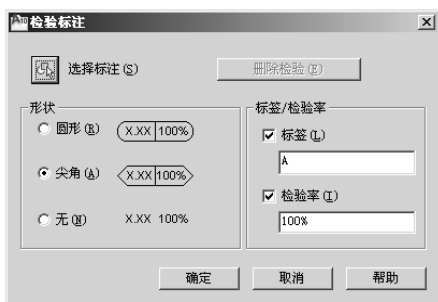 检验标注
选择标注(S)
删除检验(E)
形状
圆形(R) X.XX 100%
尖角(A) X.XX 100%
无(N) X.XX 100%
标签/检验率
标签(L)
A
检验率(I)
100%
确定 取消 帮助